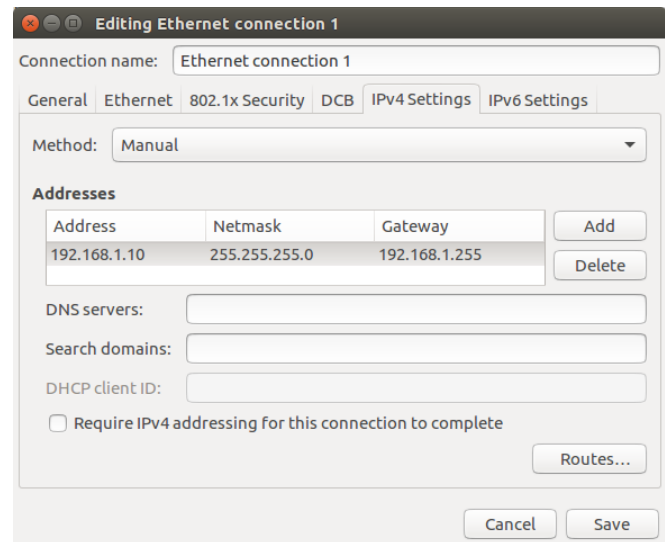 Editing Ethernet connection 1
Connection name: Ethernet connection 1
General Ethernet 802.1x Security DCB IPv4 Settings IPv6 Settings
Method: Manual
Addresses
Address Netmask Gateway Add
192.168.1.10 255.255.255.0 192.168.1.255
Delete
DNS servers:
Search domains:
DHCP client ID:
Require IPv4 addressing for this connection to complete
Routes...
Cancel Save